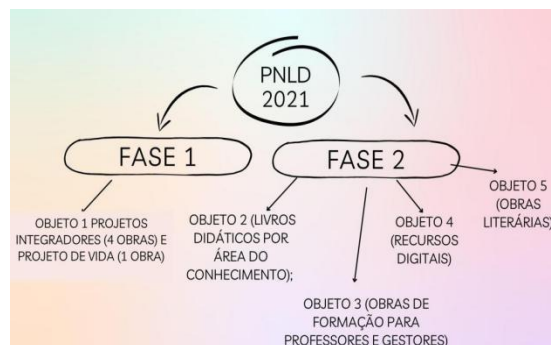 PNLD
2021
FASE 1
FASE 2
OBJETO 1 PROJETOS
INTEGRADORES (4 OBRAS) E
PROJETO DE VIDA (1 OBRA)
OBJETO 2 (LIVROS
DIDÁTICOS POR
ÁREA DO
CONHECIMENTO);
OBJETO 3 (OBRAS DE
FORMAÇÃO PARA
PROFESSORES E GESTORES)
OBJETO 4
(RECURSOS
DIGITAIS)
OBJETO 5
(OBRAS
LITERÁRIAS)